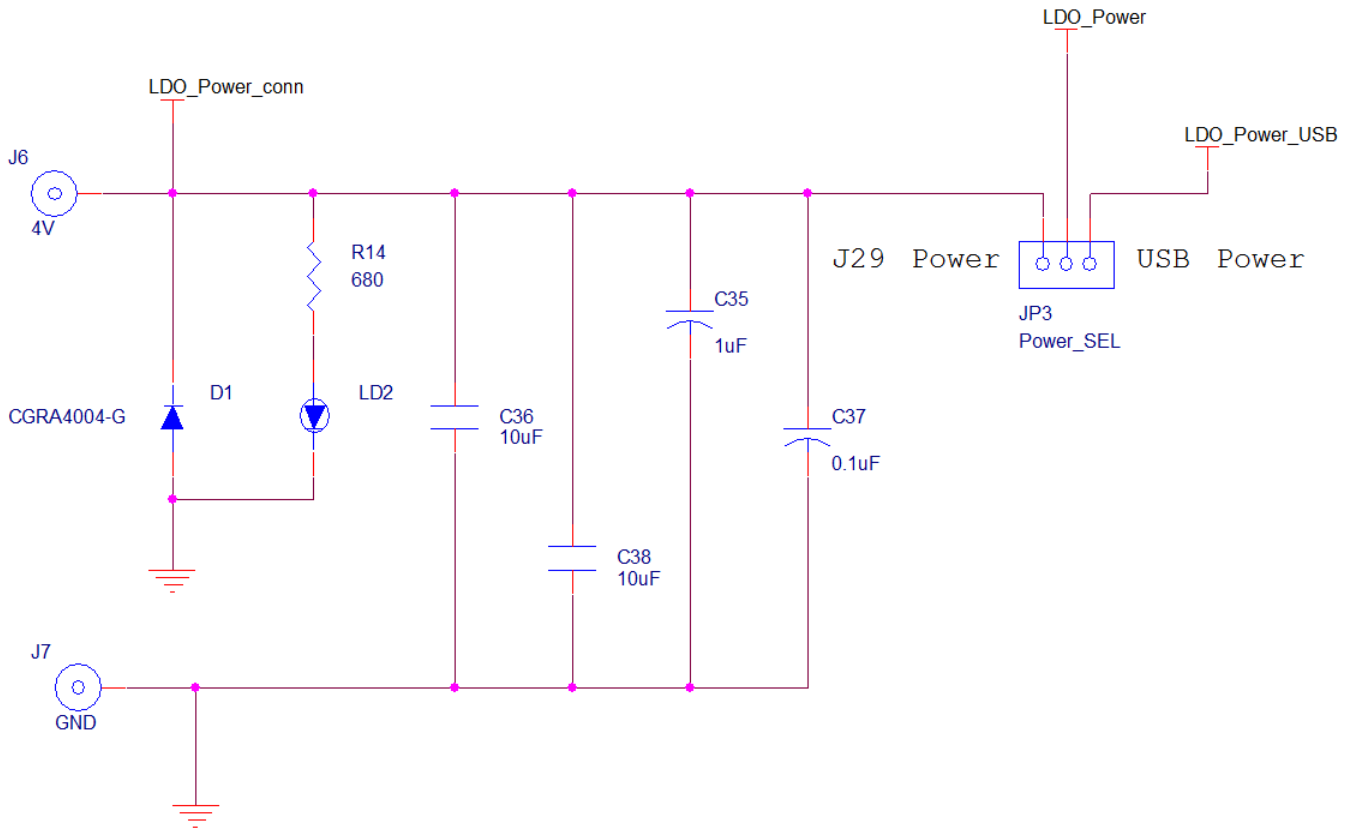 LDO_Power
LDO_Power_conn
LDO_Power_USB
J6
4V
R14
680
J29 Power
USB Power
JP3
Power_SEL
C35
1uF
CGRA4004-G
D1
LD2
C36
10uF
C37
0.1uF
C38
10uF
J7
GND